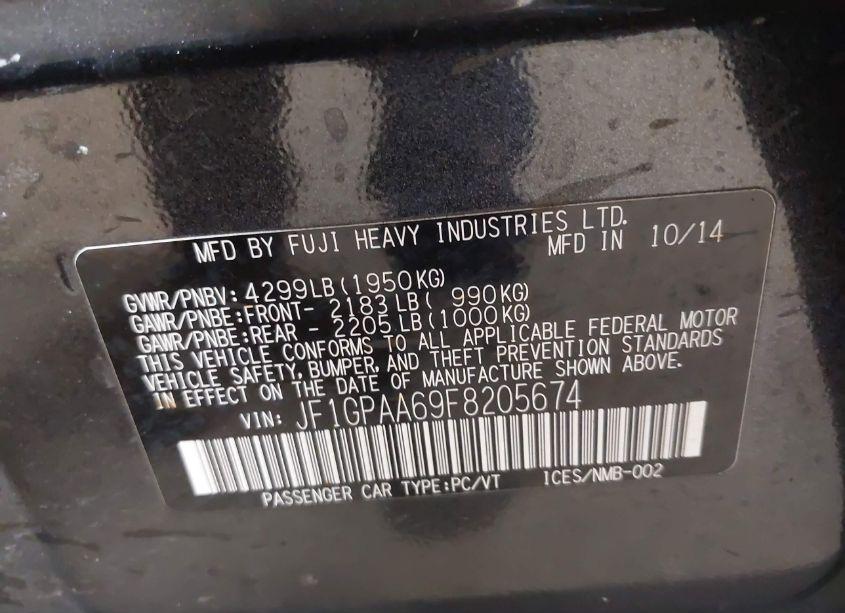 MFD BY FUJI HEAVY INDUSTRIES LTD.
MFD IN 10/14
GVWR/PNBV:4299LB(1950KG)
GAWR/PNBE:FRONT- 2183LB( 990KG)
GAWR/PNBE:REAR - 2205LB(1000KG)
THIS VEHICLE CONFORMS TO ALL APPLICABLE FEDERAL MOTOR
VEHICLE SAFETY, BUMPER, AND THEFT PREVENTION STANDARDS
IN EFFECT ON THE DATE OF MANUFACTURE SHOWN ABOVE.
VIN: JF1GPAA69F8205674
PASSENGER CAR TYPE:PC/VT ICES/NMB-002